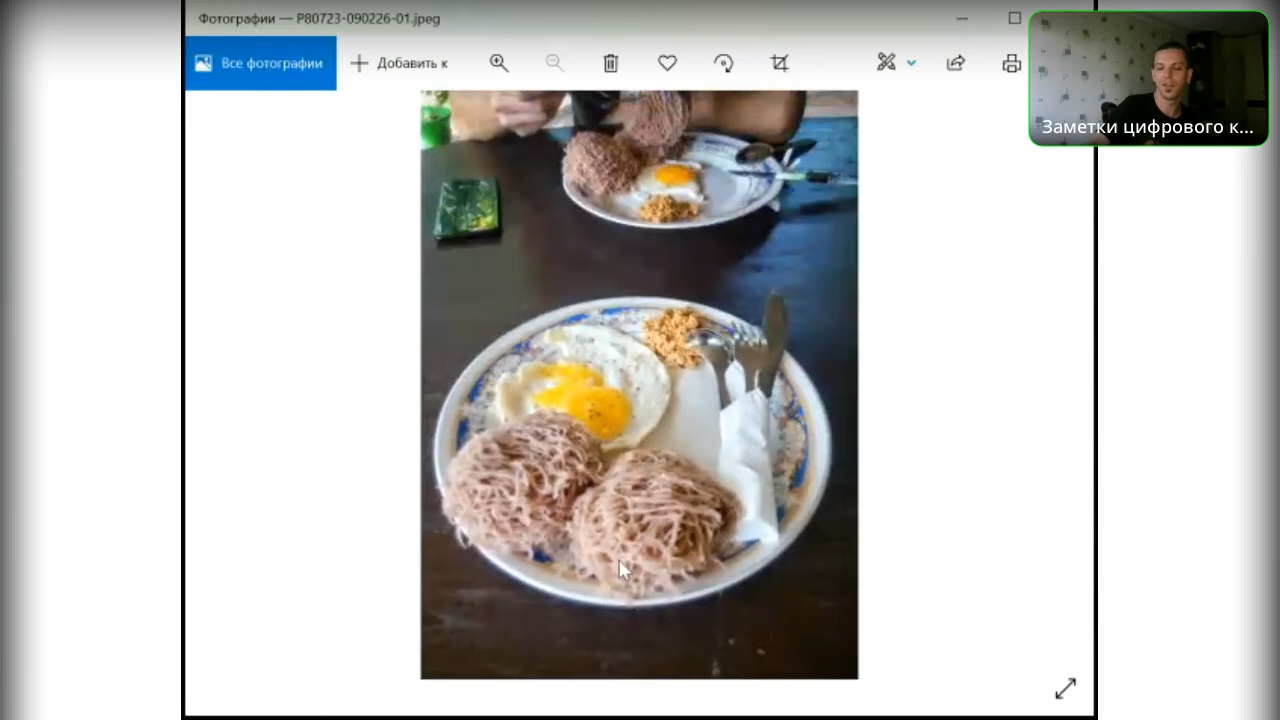 Фотографии — P80723-090226-01.jpeg
Все фотографии
Добавить к
Заметки цифрового к...